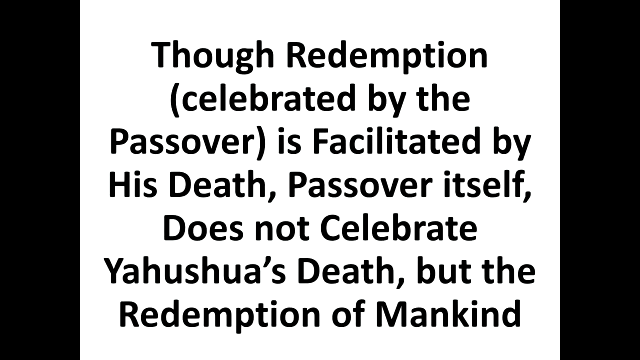 Though Redemption
(celebrated by the
Passover) is Facilitated by
His Death, Passover itself,
Does not Celebrate
Yahushua’s Death, but the
Redemption of Mankind